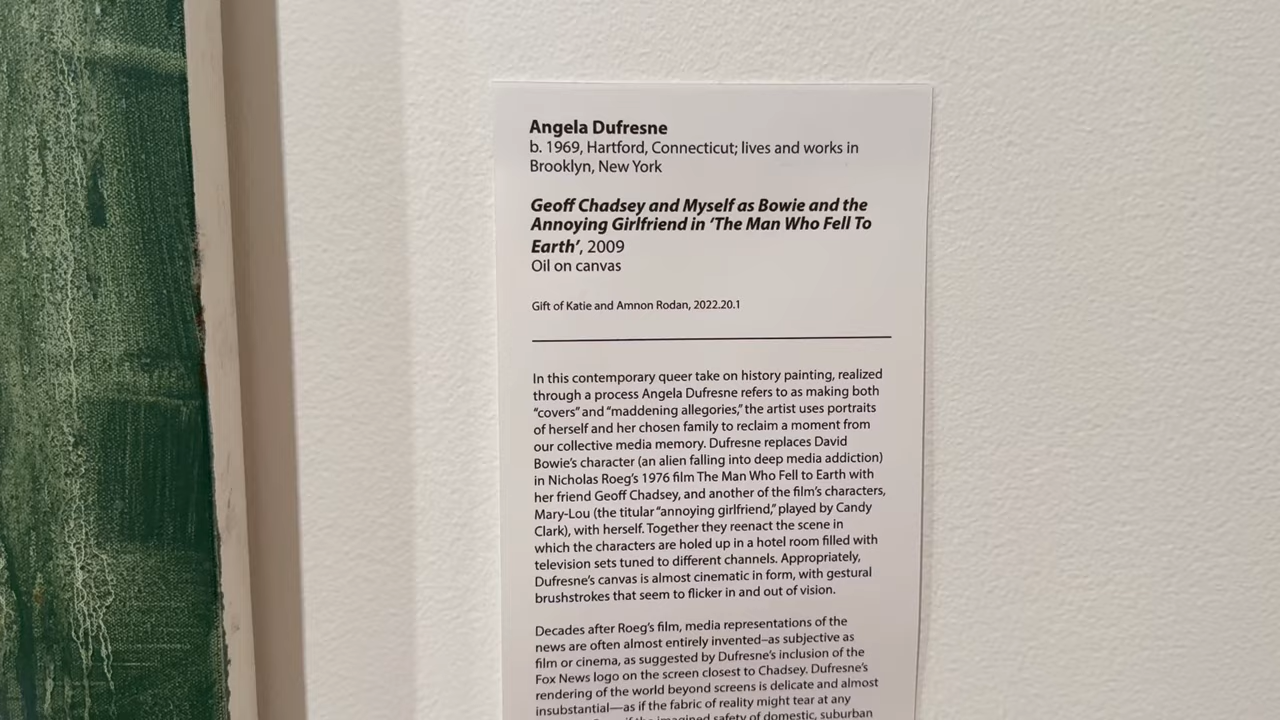 Angela Dufresne
b. 1969, Hartford, Connecticut; lives and works in
Brooklyn, New York
Geoff Chadsey and Myself as Bowie and the
Annoying Girlfriend in ‘The Man Who Fell To
Earth’, 2009
Oil on canvas
Gift of Katie and Amnon Rodan, 2022.20.1
In this contemporary queer take on history painting, realized
through a process Angela Dufresne refers to as making both
“covers” and “maddening allegories,” the artist uses portraits
of herself and her chosen family to reclaim a moment from
our collective media memory. Dufresne replaces David
Bowie’s character (an alien falling into deep media addiction)
in Nicholas Roeg’s 1976 film The Man Who Fell to Earth with
her friend Geoff Chadsey, and another of the film’s characters,
Mary-Lou (the titular “annoying girlfriend,” played by Candy
Clark), with herself. Together they reenact the scene in
which the characters are holed up in a hotel room filled with
television sets tuned to different channels. Appropriately,
Dufresne’s canvas is almost cinematic in form, with gestural
brushstrokes that seem to flicker in and out of vision.
Decades after Roeg’s film, media representations of the
news are often almost entirely invented–as subjective as
film or cinema, as suggested by Dufresne’s inclusion of the
Fox News logo on the screen closest to Chadsey. Dufresne’s
rendering of the world beyond screens is delicate and almost
insubstantial—as if the fabric of reality might tear at any
imagined safety of domestic, suburban